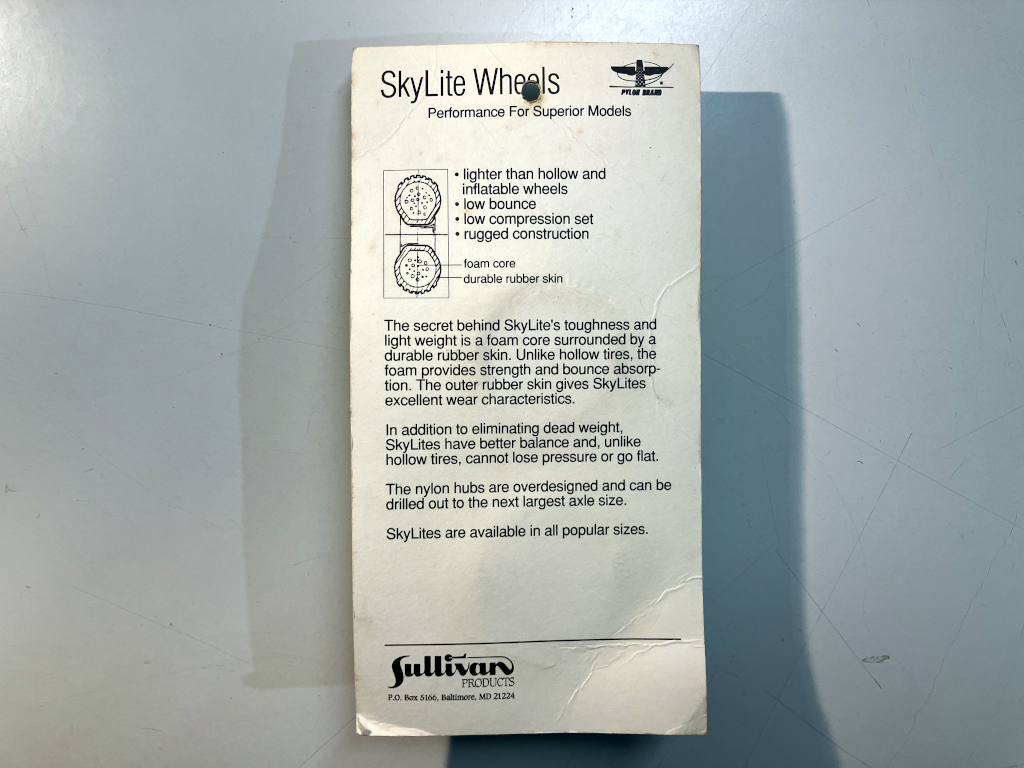 SkyLite Wheels
PYLON BRAND
®
Performance For Superior Models
• lighter than hollow and
inflatable wheels
• low bounce
• low compression set
• rugged construction
foam core
durable rubber skin
The secret behind SkyLite's toughness and
light weight is a foam core surrounded by a
durable rubber skin. Unlike hollow tires, the
foam provides strength and bounce absorp-
tion. The outer rubber skin gives SkyLites
excellent wear characteristics.
In addition to eliminating dead weight,
SkyLites have better balance and, unlike
hollow tires, cannot lose pressure or go flat.
The nylon hubs are overdesigned and can be
drilled out to the next largest axle size.
SkyLites are available in all popular sizes.
Sullivan
PRODUCTS
P.O. Box 5166, Baltimore, MD 21224